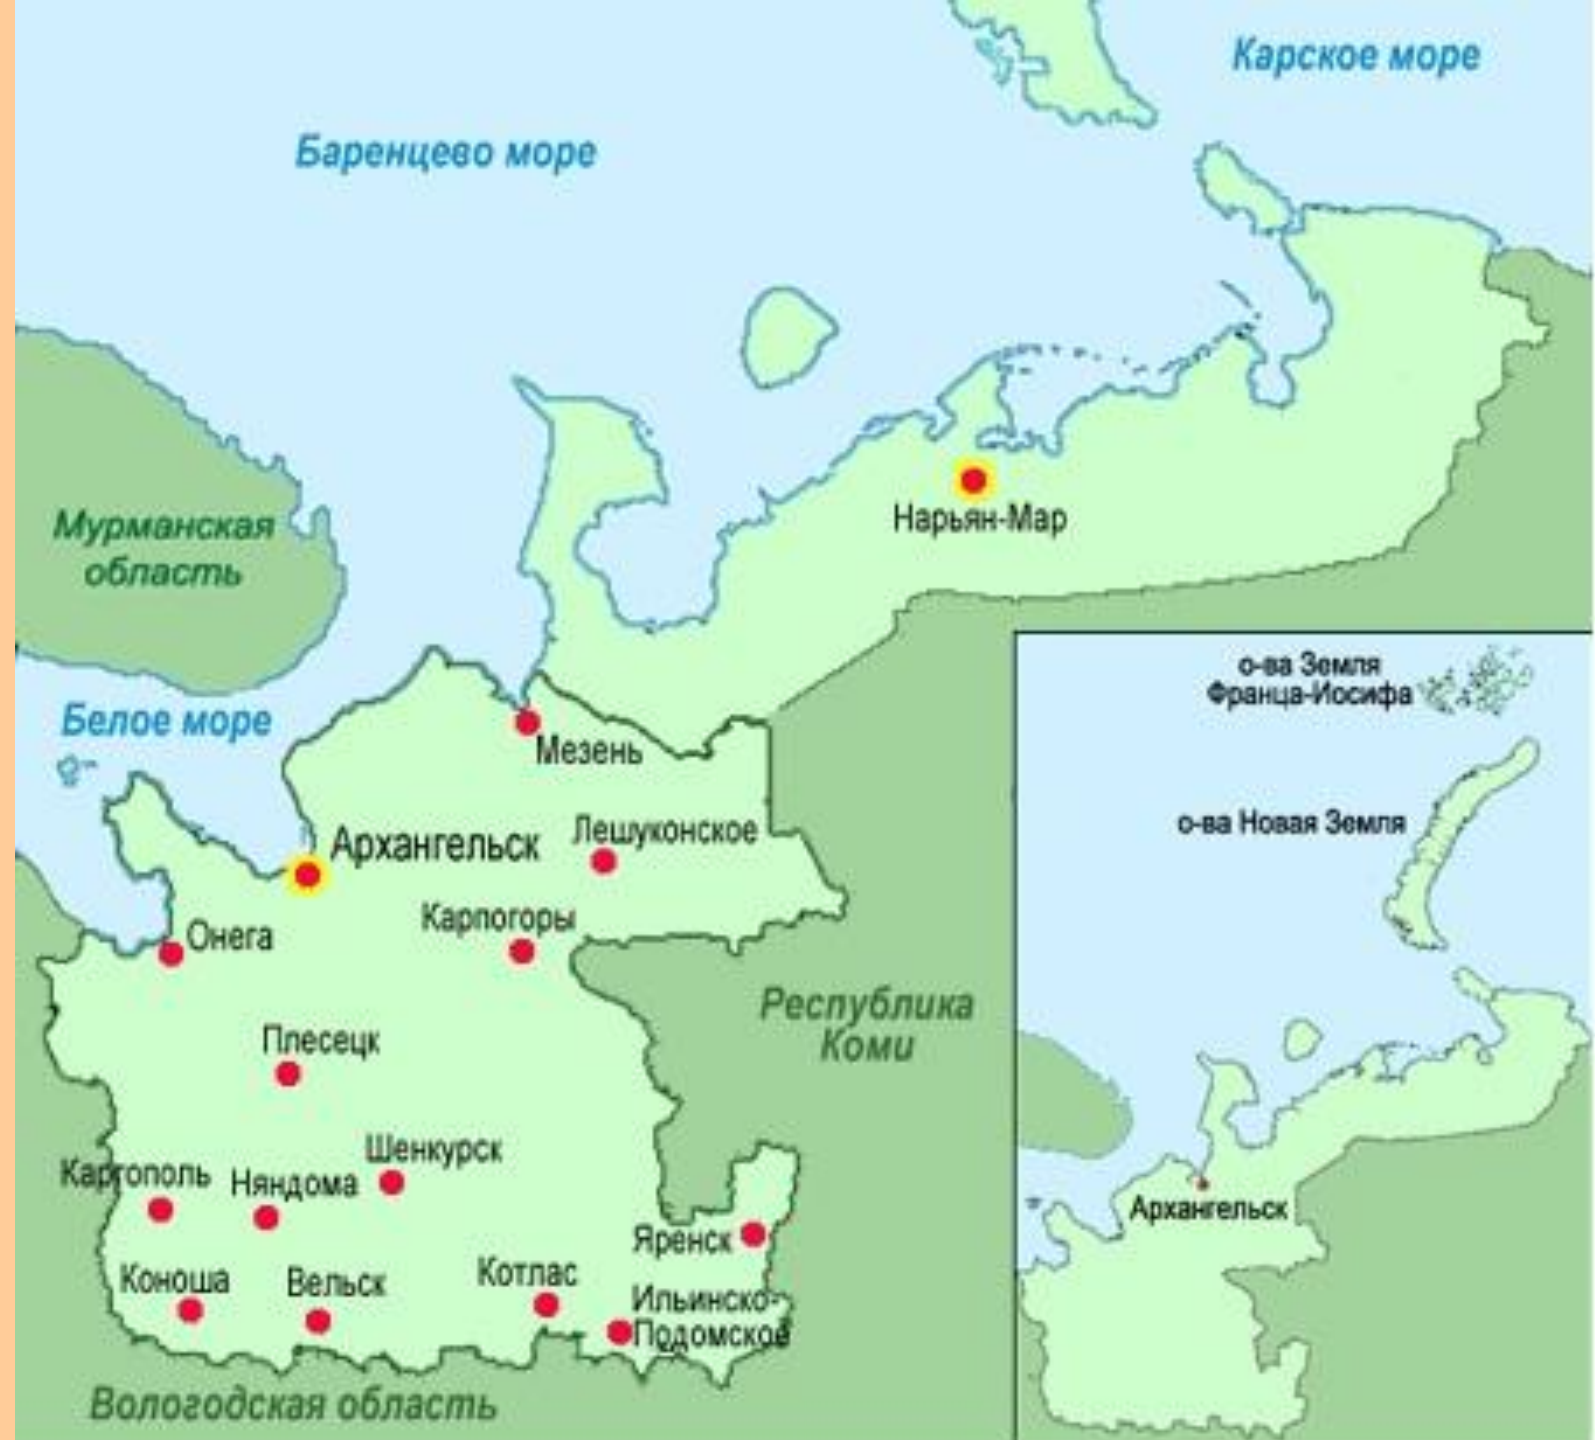 Карское море
Баренцево море
Мурманская
область
Нарьян-Мар
о-ва Земля
Франца-Иосифа
Белое море
Мезень
о-ва Новая Земля
Архангельск
Лешуконское
Карпогоры
Онега
Республика
Коми
Плесецк
Шенкурск
Каргополь
Няндома
Архангельск
Яренск
Коноша
Вельск
Котлас
Ильинско-
Подомское
Вологодская область